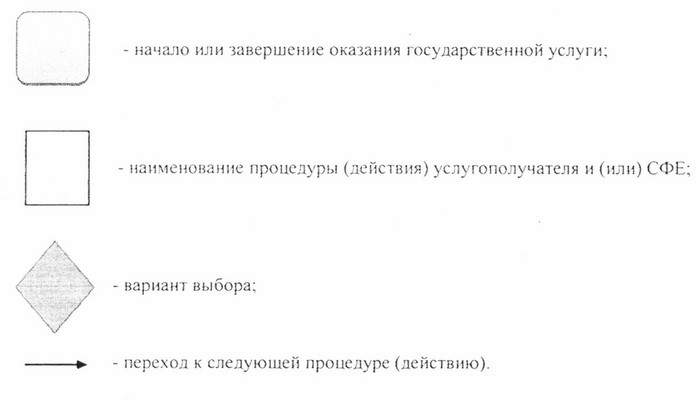 - начало или завершение оказания государственной услуги;
- наименование процедуры (действия) услугополучателя и (или) СФЕ;
- вариант выбора;
- переход к следующей процедуре (действию).